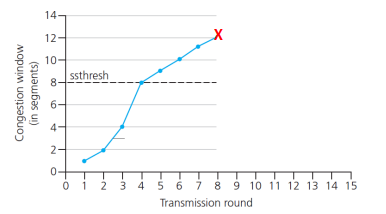 14
12
X
10
ssthresh
8
6
4
2
0
Congestion window
(in segments)
0 1 2 3 4 5 6 7 8 9 10 11 12 13 14 15
Transmission round